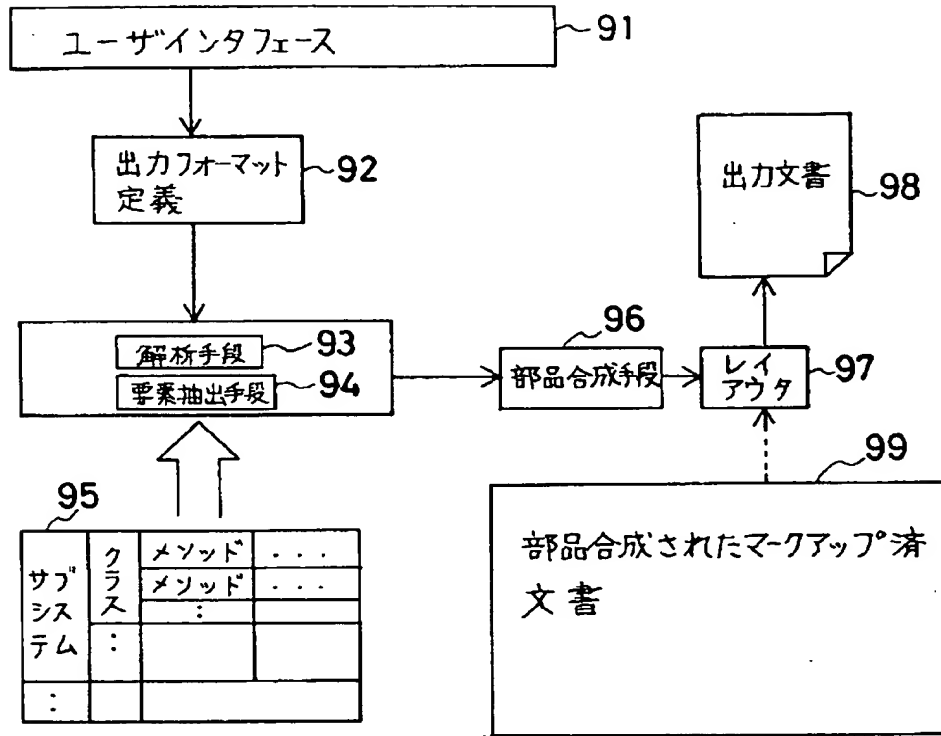 ユーザインタフェース
91
出力フォーマット
定義
92
出力文書
98
解析手段
93
要素抽出手段
94
96
部品合成手段
レイ
アウタ
97
95
サブ
シス
テム
:
クラス
:
メソッド
...
メソッド
...
:
99
部品合成されたマークアップ済
文書